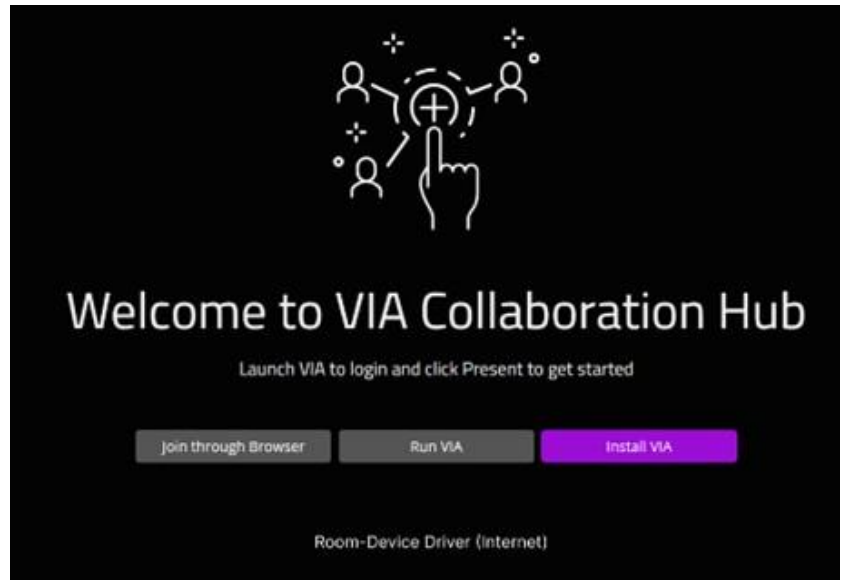 Welcome to VIA Collaboration Hub
Launch VIA to login and click Present to get started
Join through Browser Run VIA Install VIA
Room-Device Driver (Internet)